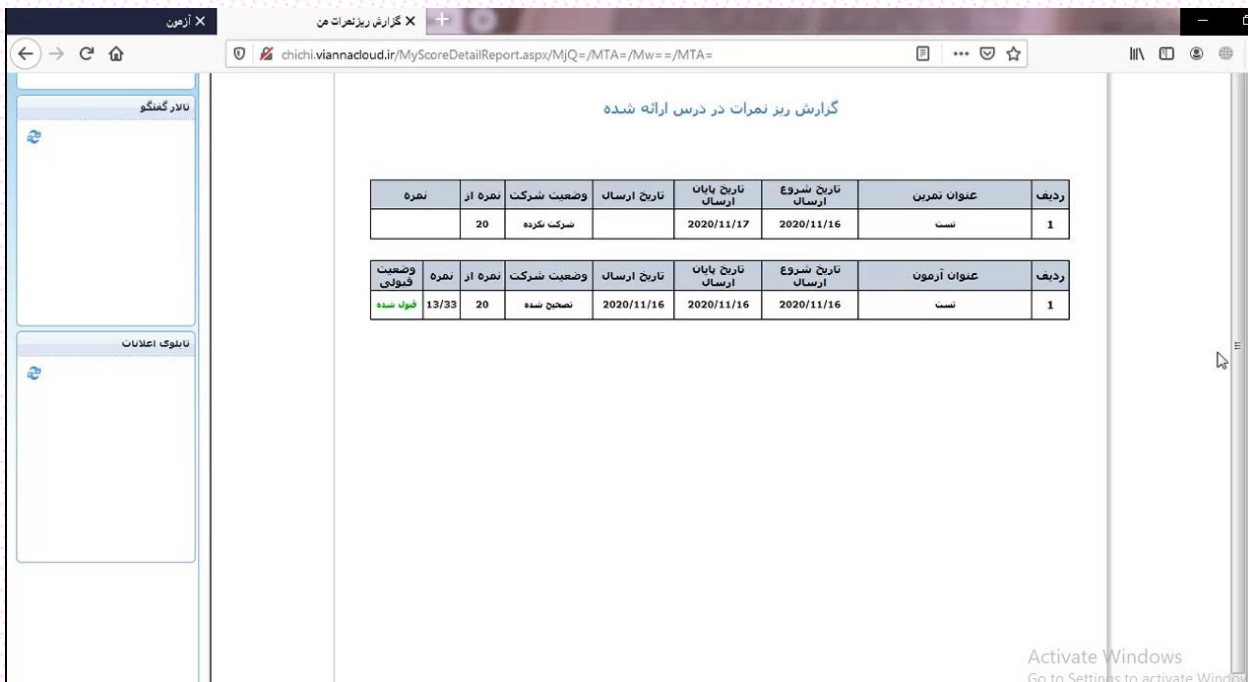 آزمون
گزارش ریزنمرات من
chichi.viannacloud.ir/MyScoreDetailReport.aspx/MjQ=/MTA=/Mw==/MTA=
تالار گفتگو
گزارش ریز نمرات در درس ارائه شده
ردیف عنوان تمرین تاریخ شروع ارسال تاریخ پایان ارسال تاریخ ارسال وضعیت شرکت نمره از نمره
1 تست 2020/11/16 2020/11/17 شرکت نکرده 20
ردیف عنوان آزمون تاریخ شروع ارسال تاریخ پایان ارسال تاریخ ارسال وضعیت شرکت نمره از نمره وضعیت قبولی
1 تست 2020/11/16 2020/11/16 2020/11/16 تصحیح شده 20 13/33 قبول شده
تابلوی اعلانات
Activate Windows
Go to Settings to activate Window